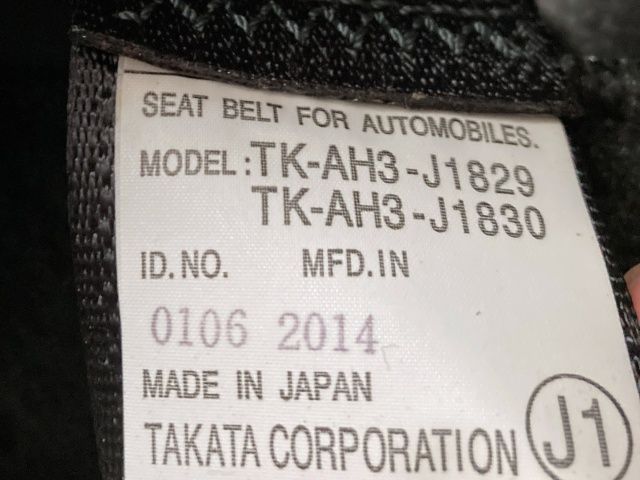 SEAT BELT FOR AUTOMOBILES.
MODEL: TK-AH3-J1829
TK-AH3-J1830
ID. NO. MFD. IN
0106 2014
MADE IN JAPAN
TAKATA CORPORATION J1